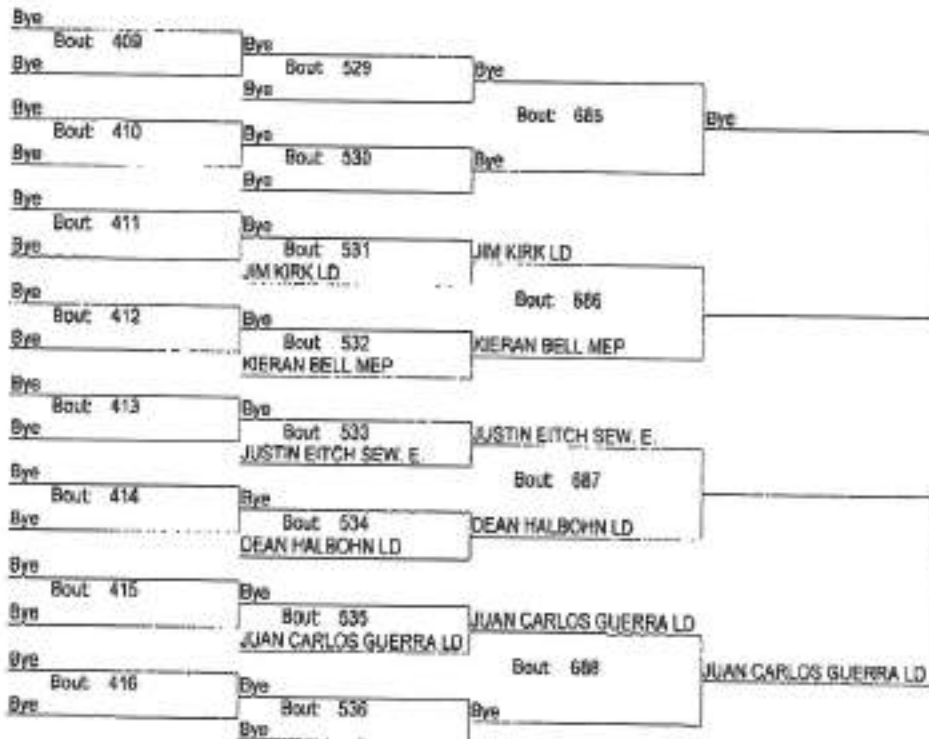 Bye
Bout 409
Bye
Bye
Bout 529
Bye
Bye
Bye
Bout 410
Bye
Bye
Bout 530
Bye
Bye
Bout 685
Bye
Bye
Bout 411
Bye
Bye
Bout 531
JIM KIRK LD
JIM KIRK LD
Bye
Bout 412
Bye
Bye
Bout 532
KIERAN BELL MEP
KIERAN BELL MEP
Bout 686
Bye
Bout 413
Bye
Bye
Bout 533
JUSTIN EITCH SEW. E.
JUSTIN EITCH SEW. E.
Bye
Bout 414
Bye
Bye
Bout 534
DEAN HALBOHN LD
DEAN HALBOHN LD
Bout 687
Bye
Bout 415
Bye
Bye
Bout 535
JUAN CARLOS GUERRA LD
JUAN CARLOS GUERRA LD
Bye
Bout 416
Bye
Bye
Bout 536
Bye
Bye
Bout 688
JUAN CARLOS GUERRA LD